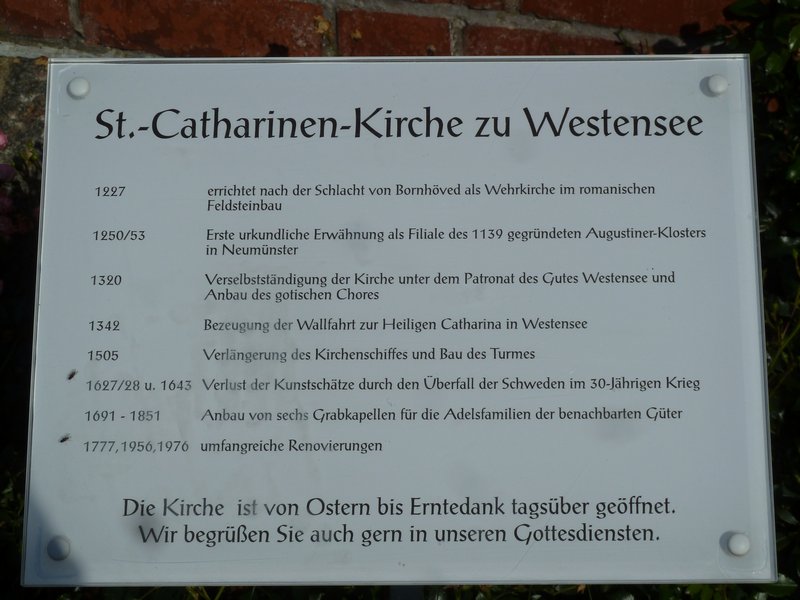 St.-Catharinen-Kirche zu Westensee
1227 errichtet nach der Schlacht von Bornhöved als Wehrkirche im romanischen
Feldsteinbau
1250/53 Erste urkundliche Erwähnung als Filiale des 1139 gegründeten Augustiner-Klosters
in Neumünster
1320 Verselbstständigung der Kirche unter dem Patronat des Gutes Westensee und
Anbau des gotischen Chores
1342 Bezeugung der Wallfahrt zur Heiligen Catharina in Westensee
1505 Verlängerung des Kirchenschiffes und Bau des Turmes
1627/28 u. 1643 Verlust der Kunstschätze durch den Überfall der Schweden im 30-Jährigen Krieg
1691 - 1851 Anbau von sechs Grabkapellen für die Adelsfamilien der benachbarten Güter
1777,1956,1976 umfangreiche Renovierungen
Die Kirche ist von Ostern bis Erntedank tagsüber geöffnet.
Wir begrüßen Sie auch gern in unseren Gottesdiensten.